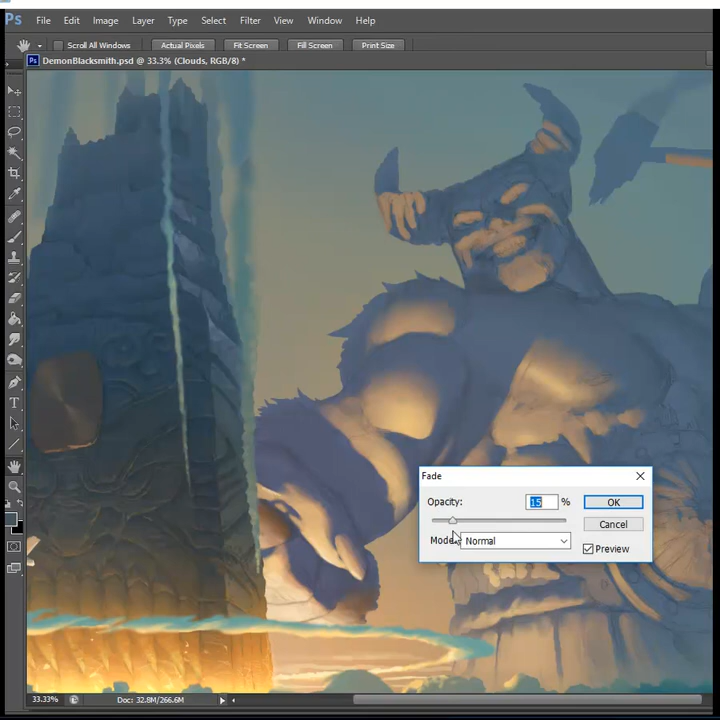 Ps File Edit Image Layer Type Select Filter View Window Help
Scroll All Windows Actual Pixels Fit Screen Fill Screen Print Size
Ps DemonBlacksmith.psd @ 33.3% (Clouds, RGB/8) *
T
Fade
Opacity: 15 % OK
Cancel
Mode: Normal
Preview
33.33% Doc: 32.8M/266.6M